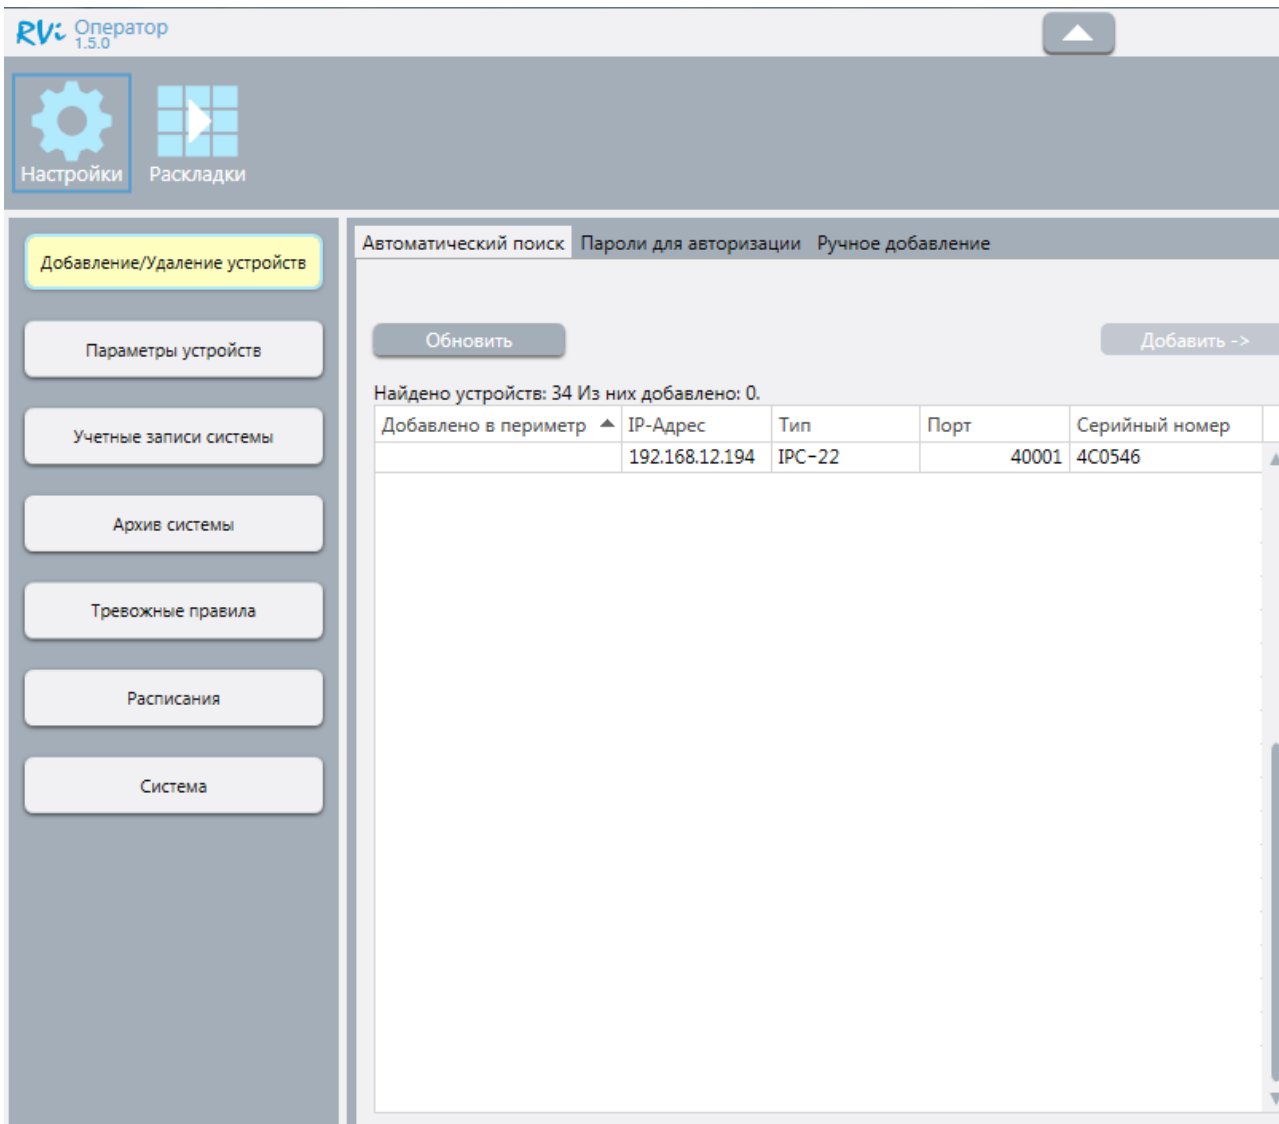 RVi Оператор
1.5.0
Настройки Раскладки
Добавление/Удаление устройств
Параметры устройств
Учетные записи системы
Архив системы
Тревожные правила
Расписания
Система
Автоматический поиск Пароли для авторизации Ручное добавление
Обновить Добавить ->
Найдено устройств: 34 Из них добавлено: 0.
Добавлено в периметр IP-Адрес Тип Порт Серийный номер
192.168.12.194 IPC-22 40001 4C0546